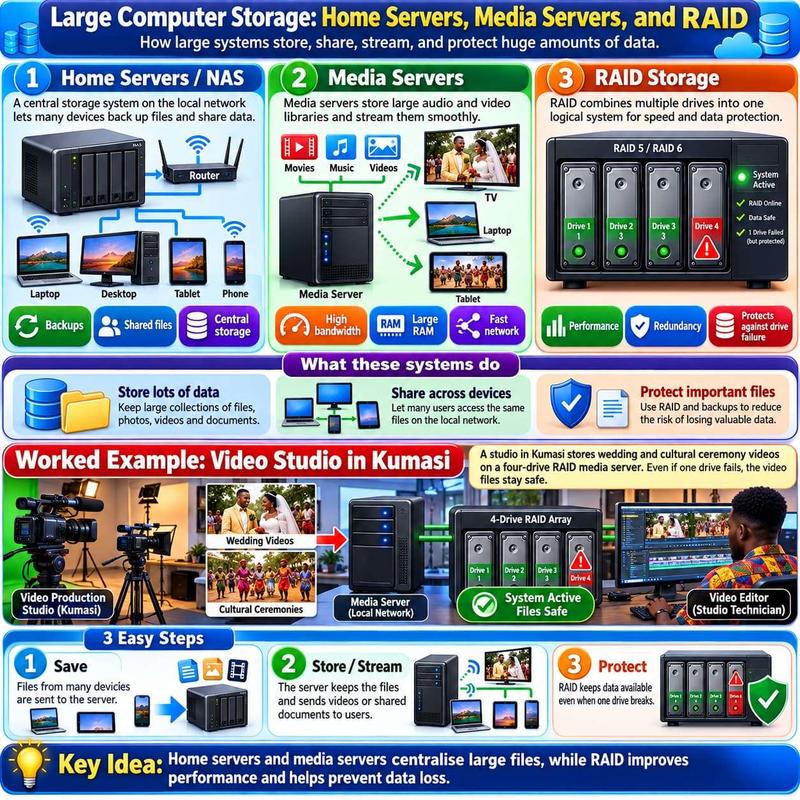 Large Computer Storage: Home Servers, Media Servers, and RAID
How large systems store, share, stream, and protect huge amounts of data.
1 Home Servers / NAS
A central storage system on the local network
lets many devices back up files and share data.
NAS
Router
Laptop
Desktop
Tablet
Phone
Backups
Shared files
Central
storage
2 Media Servers
Media servers store large audio and video
libraries and stream them smoothly.
Movies
Music
Videos
TV
Laptop
Tablet
Media Server
High
bandwidth
RAM
Large
RAM
Fast
network
3 RAID Storage
RAID combines multiple drives into one
logical system for speed and data protection.
RAID 5 / RAID 6
Drive 1
1
Drive 2
3
Drive 3
3
Drive 4
System
Active
RAID Online
Data Safe
1 Drive Failed
(but protected)
Performance
Redundancy
Protects
against drive
failure
What these systems do
Store lots of data
Keep large collections of files,
photos, videos and documents.
Share across devices
Let many users access the same
files on the local network.
Protect important files
Use RAID and backups to reduce
the risk of losing valuable data.
Worked Example: Video Studio in Kumasi
A studio in Kumasi stores wedding and cultural ceremony videos
on a four-drive RAID media server. Even if one drive fails, the video
files stay safe.
Video Production
Studio (Kumasi)
Wedding Videos
Cultural Ceremonies
Media Server
(Local Network)
4-Drive RAID Array
Drive 1
1
Drive 2
2
Drive 3
3
Drive 4
System Active
Files Safe
Video Editor
(Studio Technician)
3 Easy Steps
1 Save
Files from many devicies
are sent to the server.
2 Store / Stream
The server keeps the files
and sends videos or shared
documents to users.
3 Protect
RAID keeps data available
even when one drive breaks.
Key Idea: Home servers and media servers centralise large files, while RAID improves
performance and helps prevent data loss.